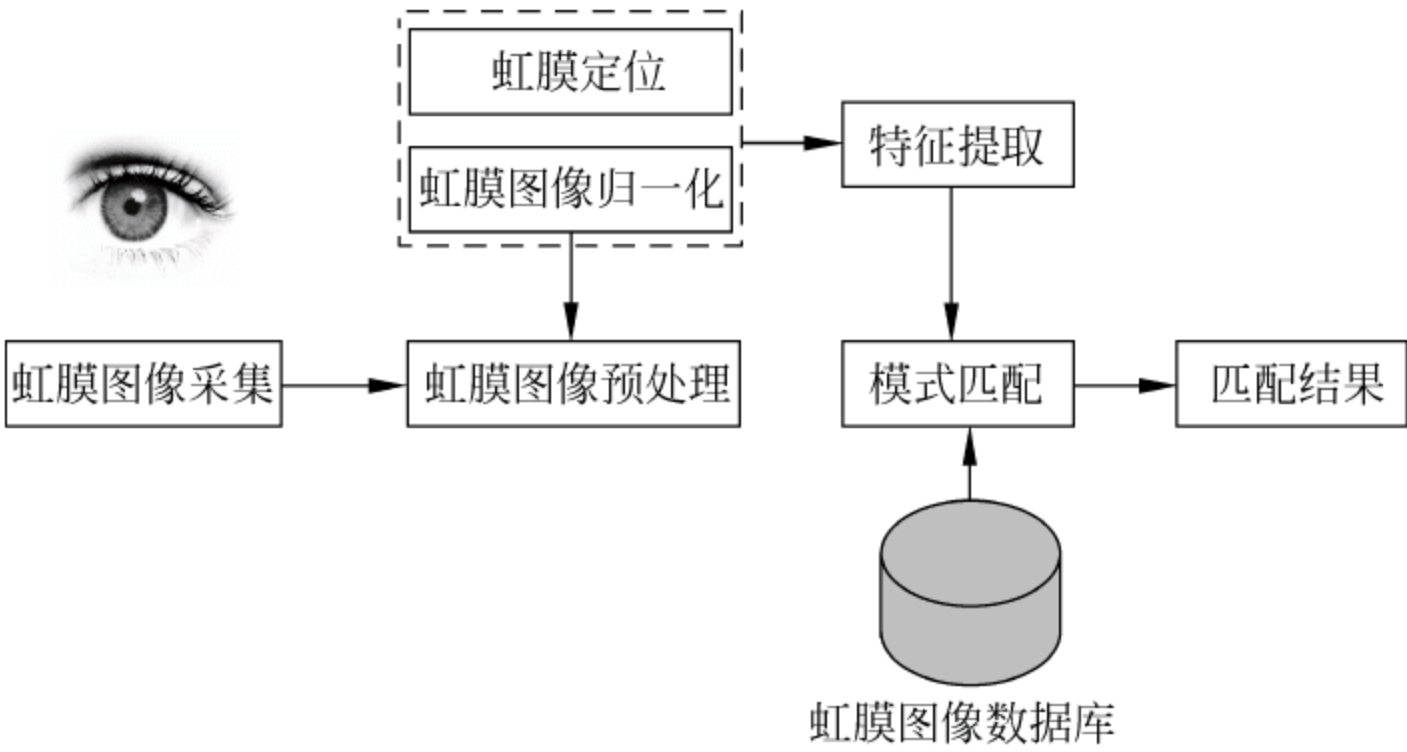 虹膜定位
虹膜图像归一化
特征提取
虹膜图像采集
虹膜图像预处理
模式匹配
匹配结果
虹膜图像数据库